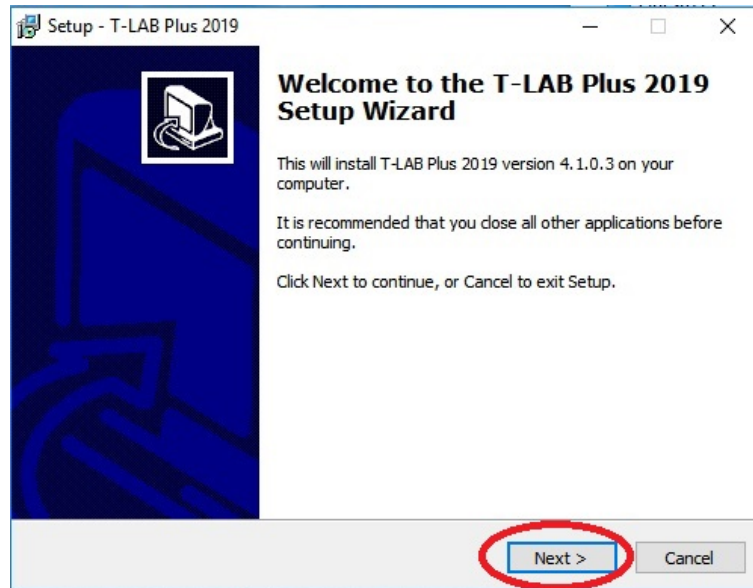 Setup - T-LAB Plus 2019
Welcome to the T-LAB Plus 2019
Setup Wizard
This will install T-LAB Plus 2019 version 4.1.0.3 on your
computer.
It is recommended that you close all other applications before
continuing.
Click Next to continue, or Cancel to exit Setup.
Next >
Cancel